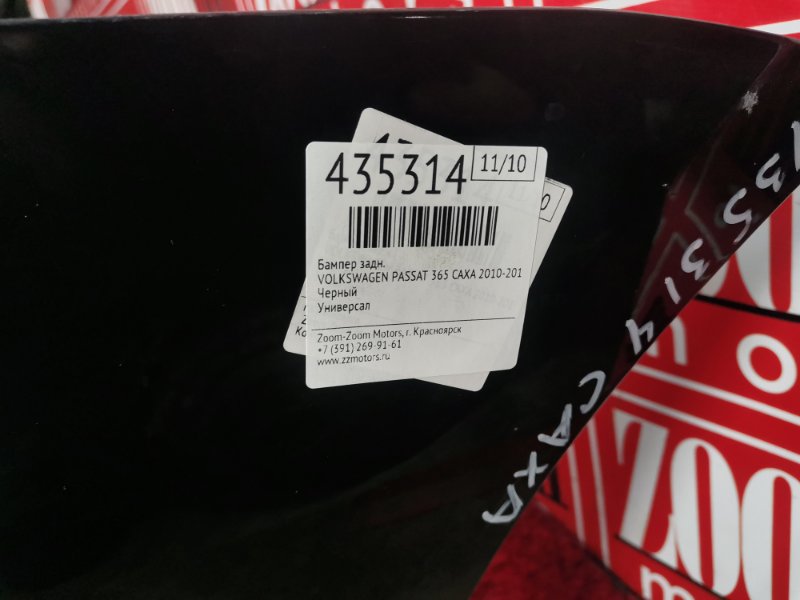 435314
11/10
Бампер задн.
VOLKSWAGEN PASSAT 365 CAXA 2010-201
Черный
Универсал
Zoom-Zoom Motors, г. Красноярск
+7 (391) 269-91-61
www.zzmotors.ru
435314 CAXA
ZOO
m